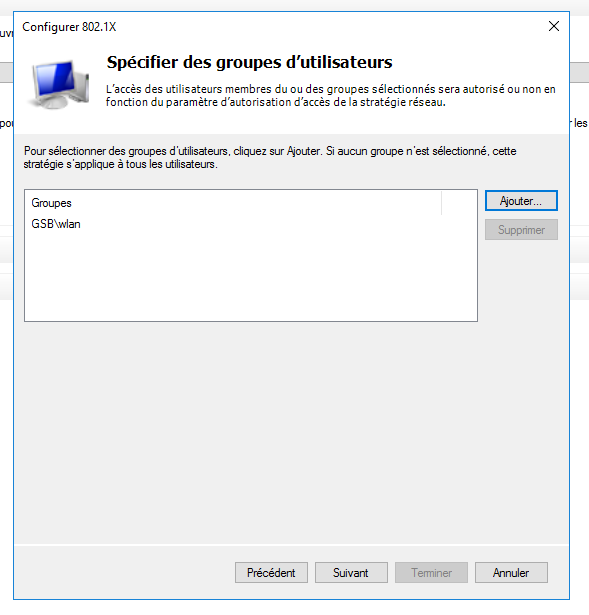 Configurer 802.1X
Spécifier des groupes d'utilisateurs
L'accès des utilisateurs membres du ou des groupes sélectionnés sera autorisé ou non en
fonction du paramètre d'autorisation d'accès de la stratégie réseau.
Pour sélectionner des groupes d'utilisateurs, cliquez sur Ajouter. Si aucun groupe n'est sélectionné, cette
stratégie s'applique à tous les utilisateurs.
Groupes
GSB\wlan
Ajouter...
Supprimer
Précédent
Suivant
Terminer
Annuler
les